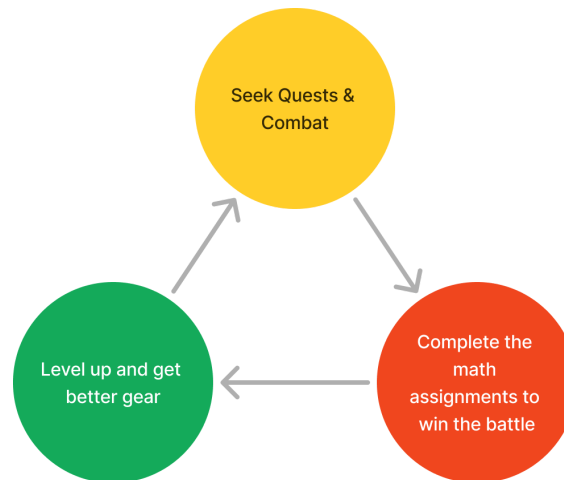 Seek Quests &
Combat
Level up and get
better gear
Complete the
math
assignments to
win the battle